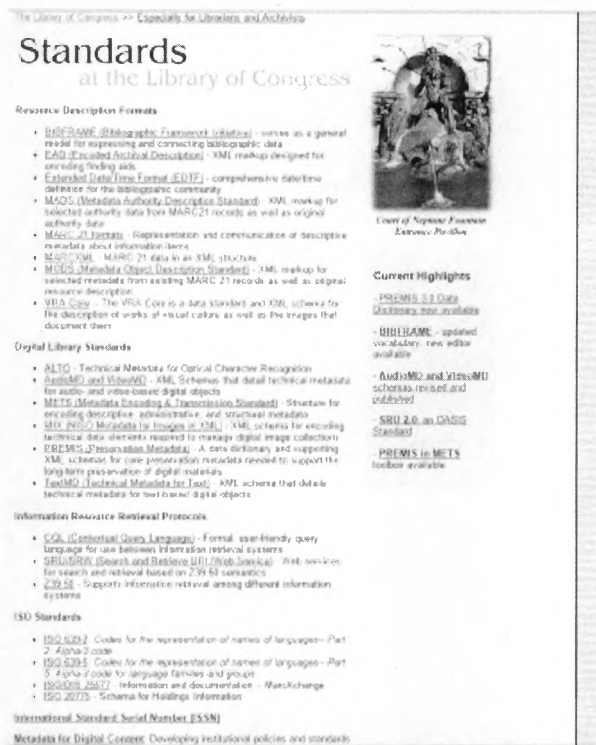 The Library of Congress >> Especially for Librarians and Archivists
Standards
at the Library of Congress
Resource Description Formats
• BIBFRAME (Bibliographic Framework Initiative) - serves as a general
model for expressing and connecting bibliographic data
• EAD (Encoded Archival Description) - XML markup designed for
encoding finding aids
• Extended Date/Time Format (EDTF) - comprehensive date/time
definition for the bibliographic community
• MADS (Metadata Authority Description Standard) - XML markup for
selected authority data from MARC21 records as well as original
authority data
• MARC 21 formats - Representation and communication of descriptive
metadata about information items
• MARCXML - MARC 21 data in an XML structure
• MODS (Metadata Object Description Standard) - XML markup for
selected metadata from existing MARC 21 records as well as original
resource description
• VRA Core - The VRA Core is a data standard and XML schema for
the description of works of visual culture as well as the images that
document them
Digital Library Standards
• ALTO - Technical Metadata for Optical Character Recognition
• AudioMD and VideoMD - XML Schemas that detail technical metadata
for audio- and video-based digital objects
• METS (Metadata Encoding & Transmission Standard) - Structure for
encoding descriptive, administrative, and structural metadata
• MIX (NISO Metadata for Images in XML) - XML schema for encoding
technical data elements required to manage digital image collections
• PREMIS (Preservation Metadata) - A data dictionary and supporting
XML schemas for core preservation metadata needed to support the
long-term preservation of digital materials
• TextMD (Technical Metadata for Text) - XML schema that details
technical metadata for text-based digital objects
Information Resource Retrieval Protocols
• CQL (Contextual Query Language) - Formal, user-friendly query
language for use between information retrieval systems
• SRU/SRW (Search and Retrieve URL/Web Service) - Web services
for search and retrieval based on Z39.50 semantics
• Z39.50 - Supports information retrieval among different information
systems
ISO Standards
• ISO 639-2 Codes for the representation of names of languages-- Part
2: Alpha-3 code
• ISO 639-5 Codes for the representation of names of languages-- Part
5: Alpha-3 code for language families and groups
• ISO/DIS 25577 - Information and documentation - MarcXchange
• ISO 20775 - Schema for Holdings Information
International Standard Serial Number (ISSN)
Metadata for Digital Content: Developing institutional policies and standards
Court of Neptune Fountain
Entrance Pavilion
Current Highlights
- PREMIS 3.0 Data
Dictionary now available
- BIBFRAME - updated
vocabulary, new editor
available
- AudioMD and VideoMD
schemas revised and
published
- SRU 2.0, an OASIS
Standard
- PREMIS in METS
toolbox available